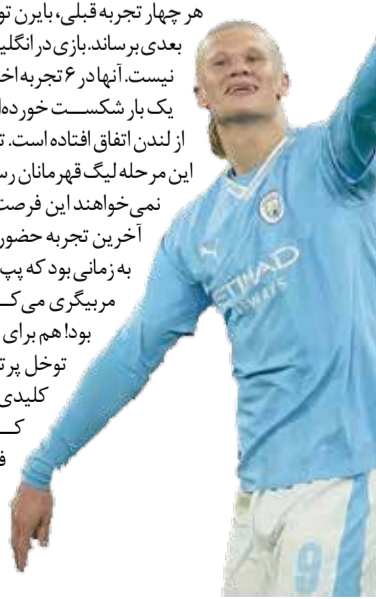 هر چهار تجربه قبلی، بایرن تو
بعدی برساند. بازی در انگلی
نیست. آنها در ۶ تجربه اخ
یک بار شکست خورده‌ا
از لندن اتفاق افتاده است. ت
این مرحله لیگ قهرمانان رس
نمی‌خواهند این فرصت
آخرین تجربه حضور
به زمانی بود که پپ
مربیگری می‌ک
بود! هم برای
توخل پرت
کلیدی
ک
ف
ETIHAD
AIRWAYS
9